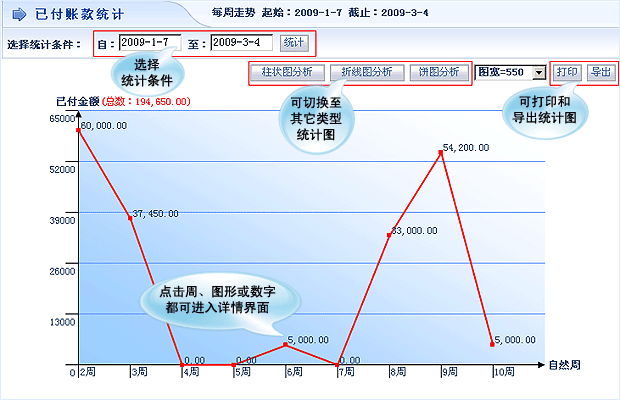 已付账款统计 每周走势 起始：2009-1-7 截止：2009-3-4
选择统计条件： 自：2009-1-7 至：2009-3-4 统计
选择
统计条件
柱状图分析 折线图分析 饼图分析 图宽=550 打印 导出
可切换至
其它类型
统计图
可打印和
导出统计图
已付金额(总数：194,650.00)
65000
52000
39000
26000
13000
0
80,000.00
37,450.00
0.00
0.00
5,000.00
0.00
33,000.00
54,200.00
5,000.00
点击周、图形或数字
都可进入详情界面
2周 3周 4周 5周 6周 7周 8周 9周 10周 自然周